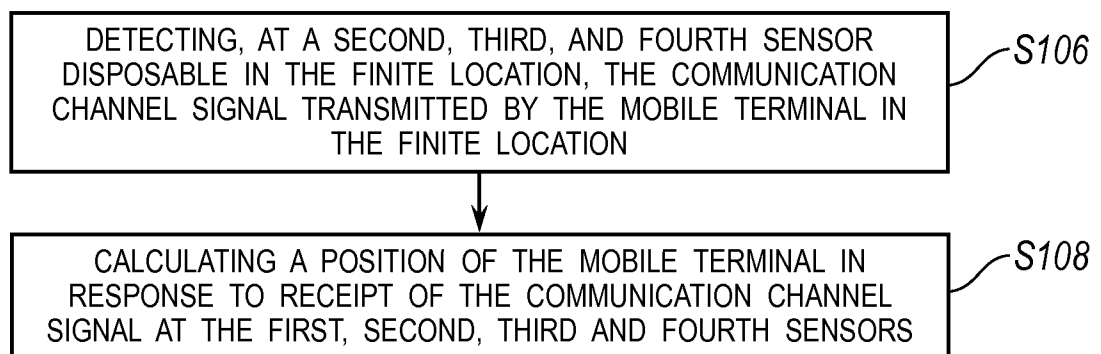 DETECTING, AT A SECOND, THIRD, AND FOURTH SENSOR
DISPOSABLE IN THE FINITE LOCATION, THE COMMUNICATION
CHANNEL SIGNAL TRANSMITTED BY THE MOBILE TERMINAL IN
THE FINITE LOCATION
S106
CALCULATING A POSITION OF THE MOBILE TERMINAL IN
RESPONSE TO RECEIPT OF THE COMMUNICATION CHANNEL
SIGNAL AT THE FIRST, SECOND, THIRD AND FOURTH SENSORS
S108